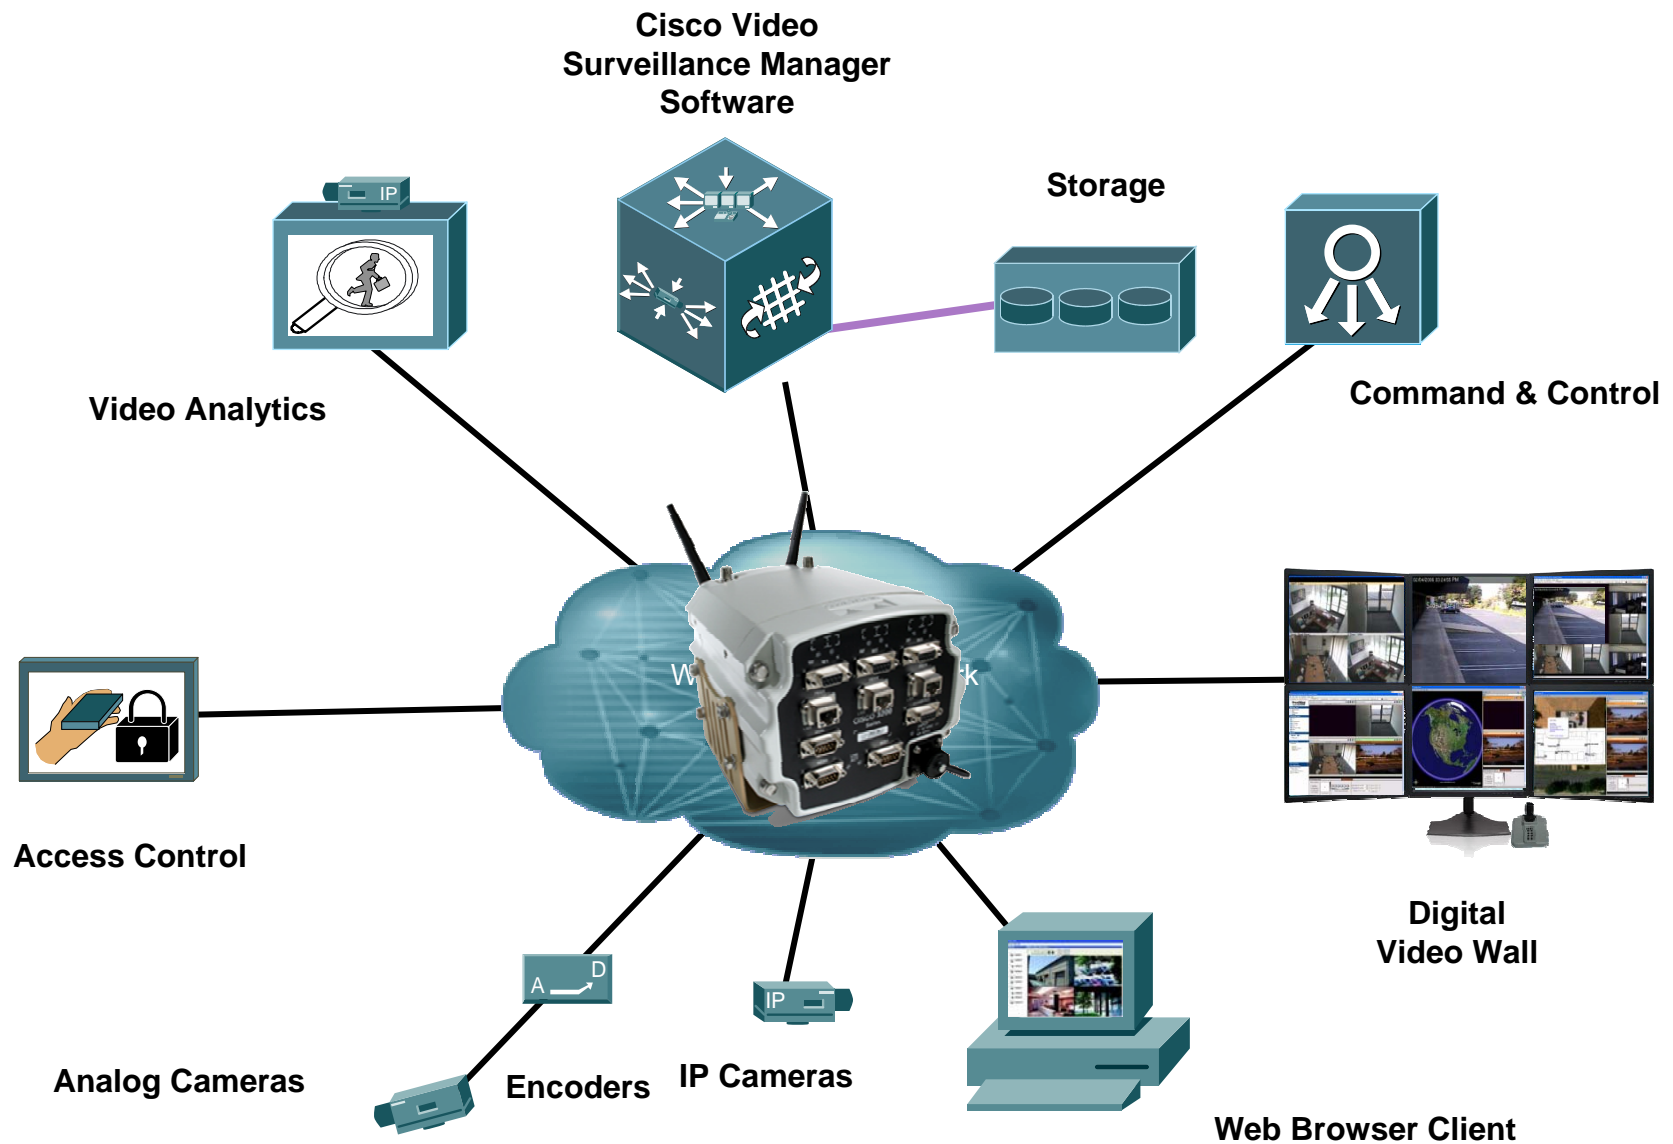 Cisco Video
Surveillance Manager
Software
Storage
IP
Video Analytics
Command & Control
Access Control
Digital
Video Wall
A D
IP
Analog Cameras
Encoders
IP Cameras
Web Browser Client